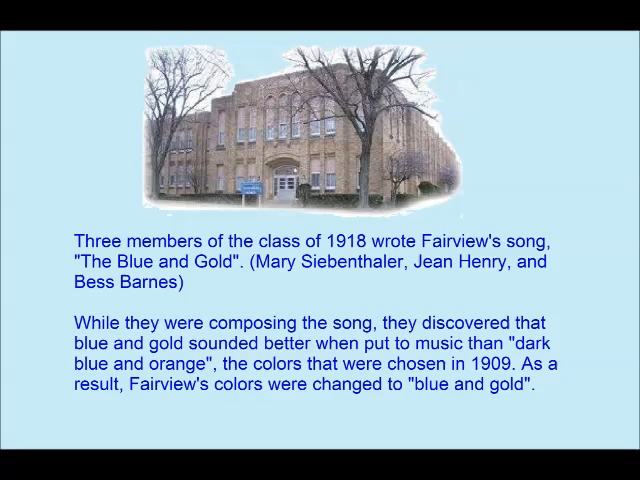 Three members of the class of 1918 wrote Fairview's song,
"The Blue and Gold". (Mary Siebenthaler, Jean Henry, and
Bess Barnes)
While they were composing the song, they discovered that
blue and gold sounded better when put to music than "dark
blue and orange", the colors that were chosen in 1909. As a
result, Fairview's colors were changed to "blue and gold".